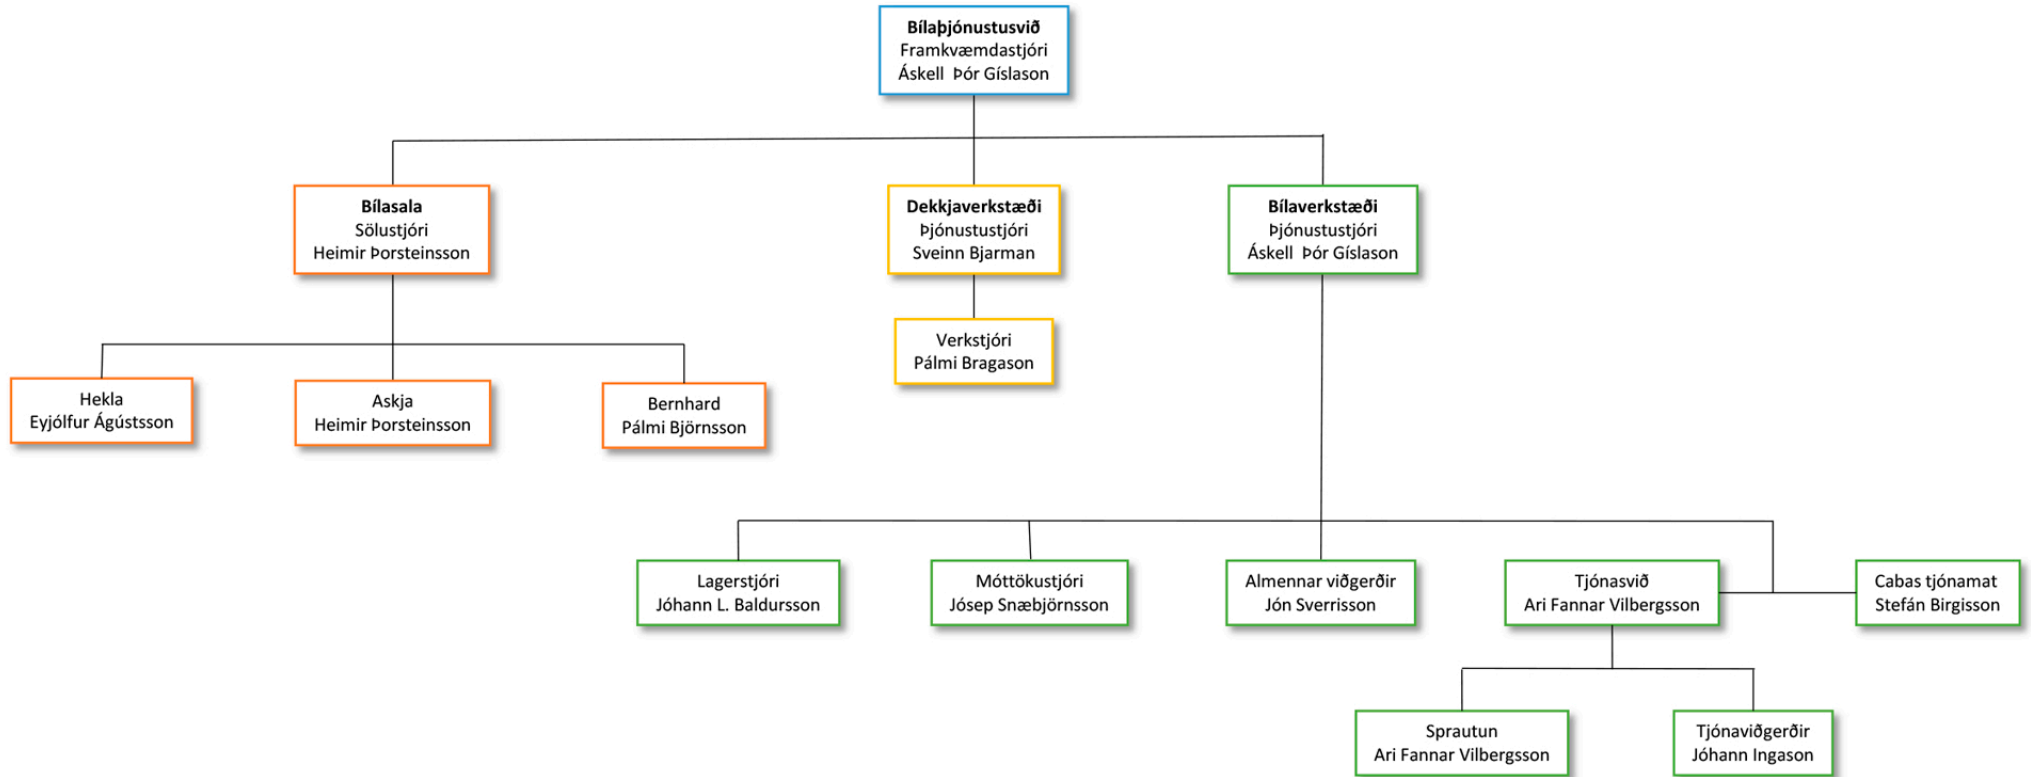 Bílaþjónustusvið
Framkvæmdastjóri
Áskell Þór Gíslason
Bílasala
Sölustjóri
Heimir Þorsteinsson
Dekkjaverkstæði
Þjónustustjóri
Sveinn Bjarman
Bílaverkstæði
Þjónustustjóri
Áskell Þór Gíslason
Verkstjóri
Pálmi Bragason
Hekla
Eyjólfur Ágústsson
Askja
Heimir Þorsteinsson
Bernhard
Pálmi Björnsson
Lagerstjóri
Jóhann L. Baldursson
Móttökustjóri
Jósep Snæbjörnsson
Almennar viðgerðir
Jón Sverrisson
Tjónasvið
Ari Fannar Vilbergsson
Cabas tjónamat
Stefán Birgisson
Sprautun
Ari Fannar Vilbergsson
Tjónaviðgerðir
Jóhann Ingason